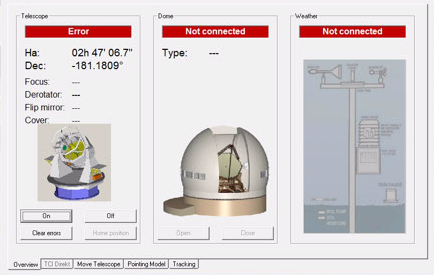 Telescope
Error
Ha: 02h 47' 06.7"
Dec: -181.1809°
Focus: ---
Derotator: ---
Flip mirror: ---
Cover: ---
On
Off
Clear errors
Home position
Dome
Not connected
Type: ---
Open
Close
Weather
Not connected
Overview
TCI Direkt
Move Telescope
Pointing Model
Tracking